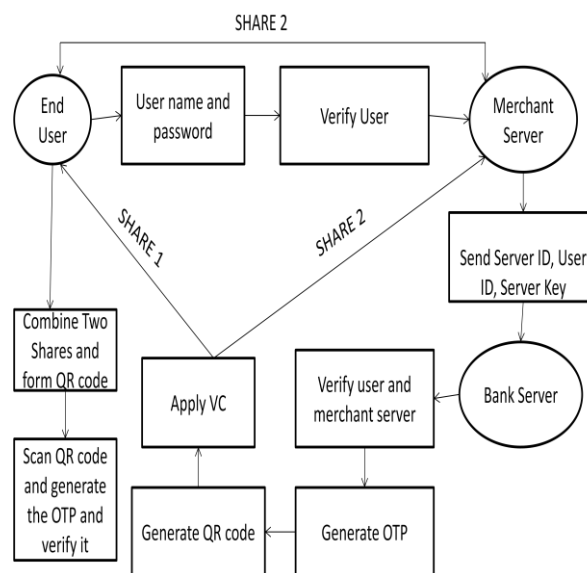 SHARE 2
End
User
User name and
password
Verify User
Merchant
Server
SHARE 1
SHARE 2
Send Server ID, User
ID, Server Key
Combine Two
Shares and
form QR code
Apply VC
Verify user and
merchant server
Bank Server
Scan QR code
and generate
the OTP and
verify it
Generate QR code
Generate OTP